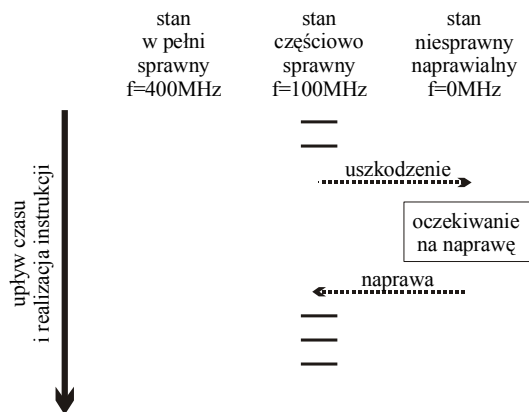 stan
w pełni
sprawny
f=400MHz
stan
częściowo
sprawny
f=100MHz
stan
niesprawny
naprawialny
f=0MHz
upływ czasu
i realizacja instrukcji
uszkodzenie
oczekiwanie
na naprawę
naprawa